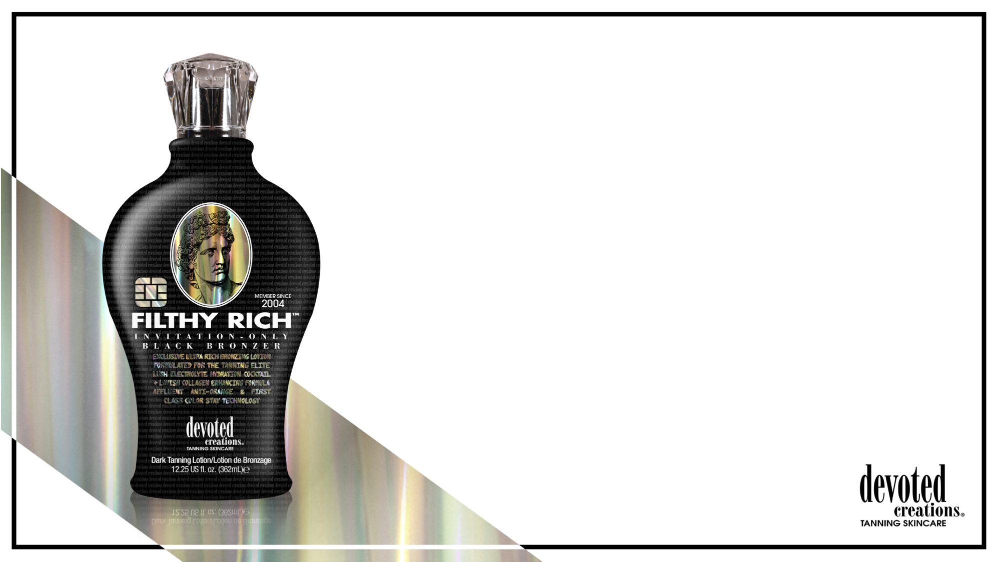 MEMBER SINCE
2004
FILTHY RICH™
INVITATION-ONLY
BLACK BRONZER
EXCLUSIVE ULTRA RICH BRONZING LOTION
FORMULATED FOR THE TANNING ELITE
LUSH ELECTROLYTE HYDRATION COCKTAIL
+ LAVISH COLLAGEN ENHANCING FORMULA
AFFLUENT ANTI-ORANGE & FIRST
CLASS COLOR STAY TECHNOLOGY
devoted
creations®
TANNING SKINCARE
Dark Tanning Lotion/Lotion de Bronzage
12.25 US fl. oz. (362mL)℮
devoted
creations®
TANNING SKINCARE